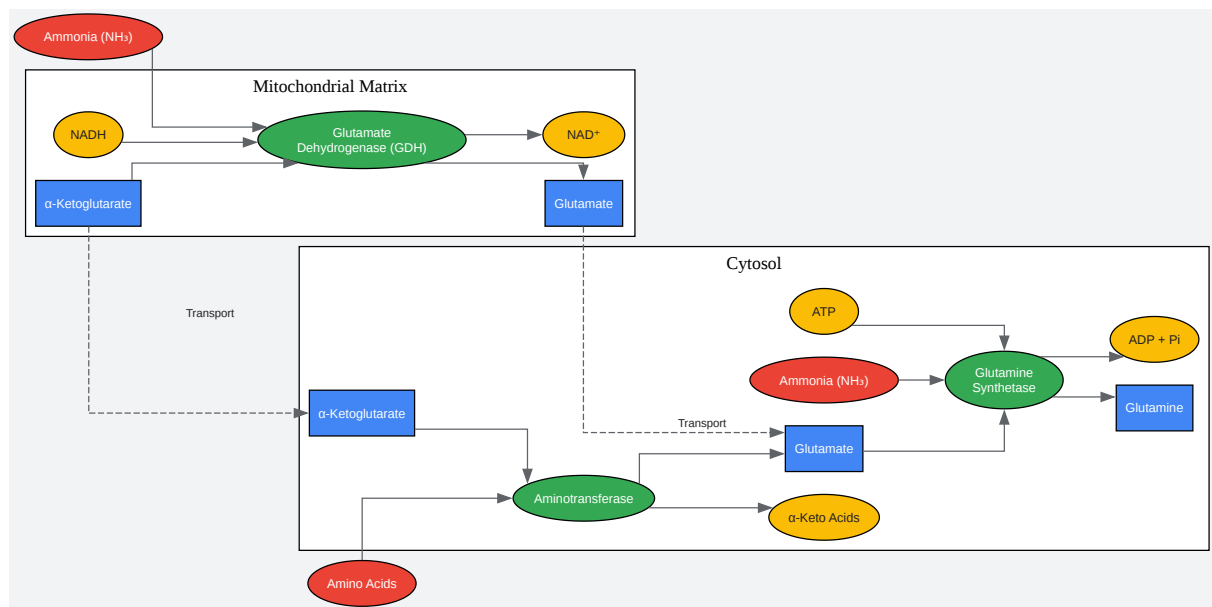 Ammonia (NH₃)
Mitochondrial Matrix
NADH
Glutamate
Dehydrogenase (GDH)
NAD⁺
α-Ketoglutarate
Glutamate
Cytosol
Transport
ATP
ADP + Pi
Ammonia (NH₃)
Glutamine
Synthetase
α-Ketoglutarate
Glutamine
Transport
Glutamate
Aminotransferase
α-Keto Acids
Amino Acids